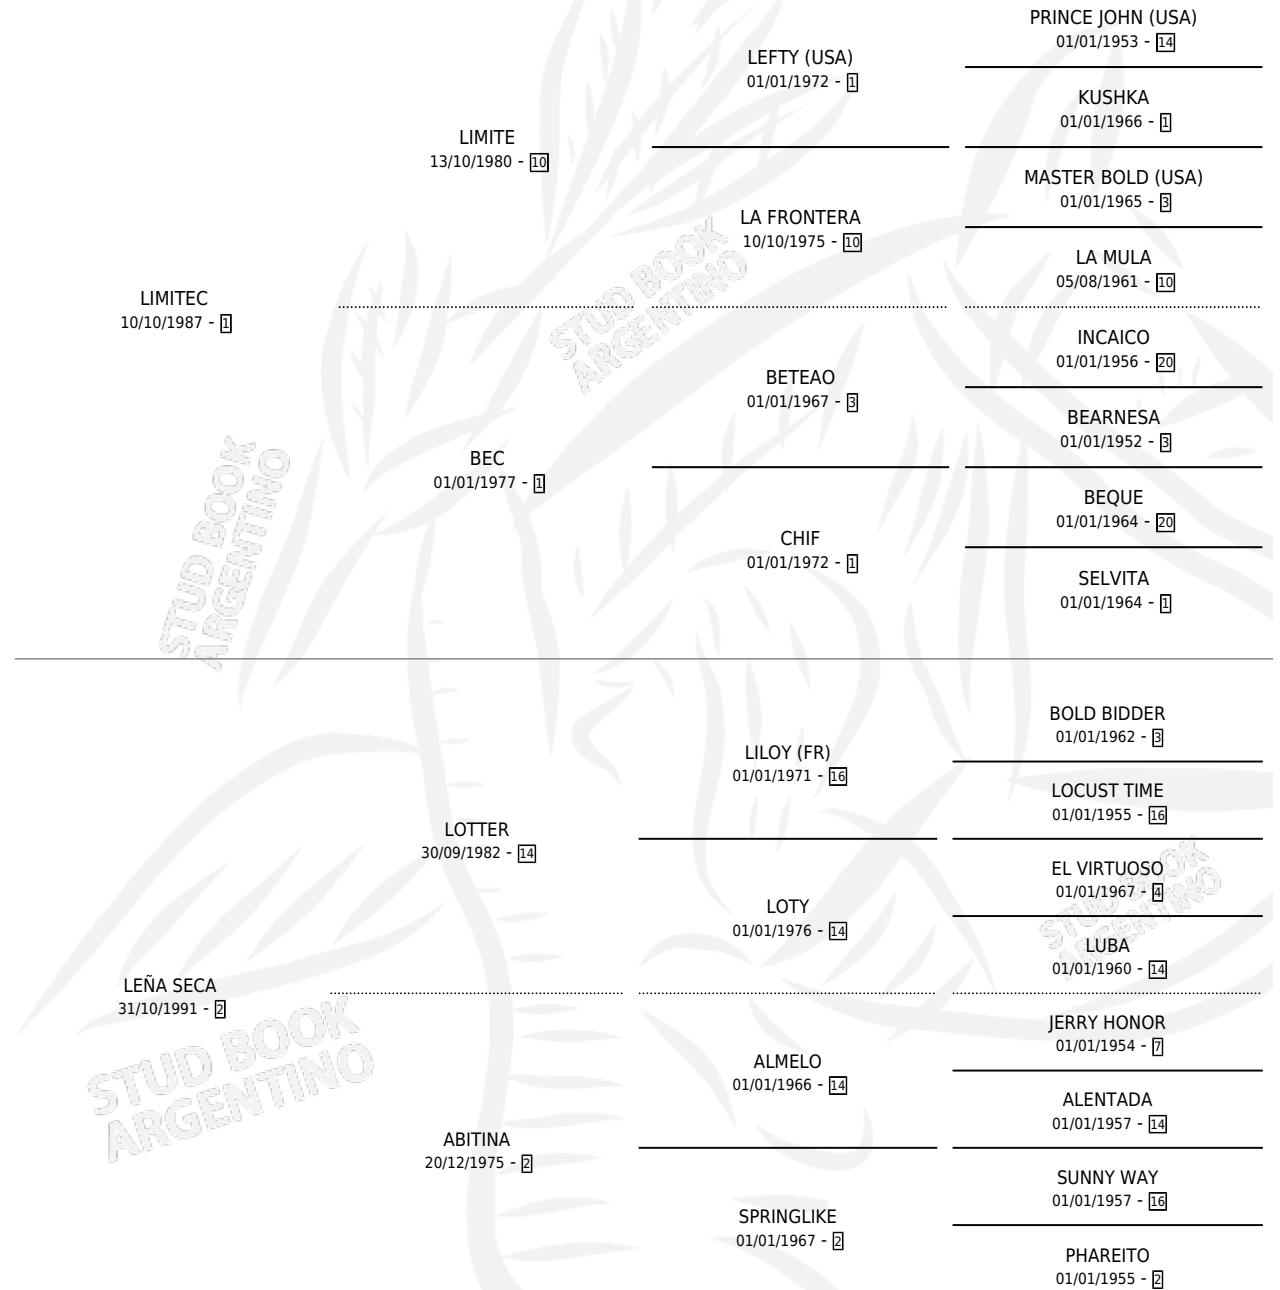 PRINCE JOHN (USA)
01/01/1953 - 14
LEFTY (USA)
01/01/1972 - 1
KUSHKA
01/01/1966 - 1
LIMITE
13/10/1980 - 10
MASTER BOLD (USA)
01/01/1965 - 3
LA FRONTERA
10/10/1975 - 10
LA MULA
05/08/1961 - 10
LIMITEC
10/10/1987 - 1
INCAICO
01/01/1956 - 20
BETEAO
01/01/1967 - 3
BEARNESA
01/01/1952 - 3
BEC
01/01/1977 - 1
BEQUE
01/01/1964 - 20
CHIF
01/01/1972 - 1
SELVITA
01/01/1964 - 1
STUD BOOK
ARGENTINO
STUD BOOK
ARGENTINO
BOLD BIDDER
01/01/1962 - 3
LILOY (FR)
01/01/1971 - 16
LOCUST TIME
01/01/1955 - 16
LOTTER
30/09/1982 - 14
EL VIRTUOSO
01/01/1967 - 4
LOTY
01/01/1976 - 14
LUBA
01/01/1960 - 14
LEÑA SECA
31/10/1991 - 2
JERRY HONOR
01/01/1954 - 7
ALMELO
01/01/1966 - 14
ALENTADA
01/01/1957 - 14
ABITINA
20/12/1975 - 2
SUNNY WAY
01/01/1957 - 16
SPRINGLIKE
01/01/1967 - 2
PHAREITO
01/01/1955 - 2
STUD BOOK
ARGENTINO
STUD BOOK
ARGENTINO